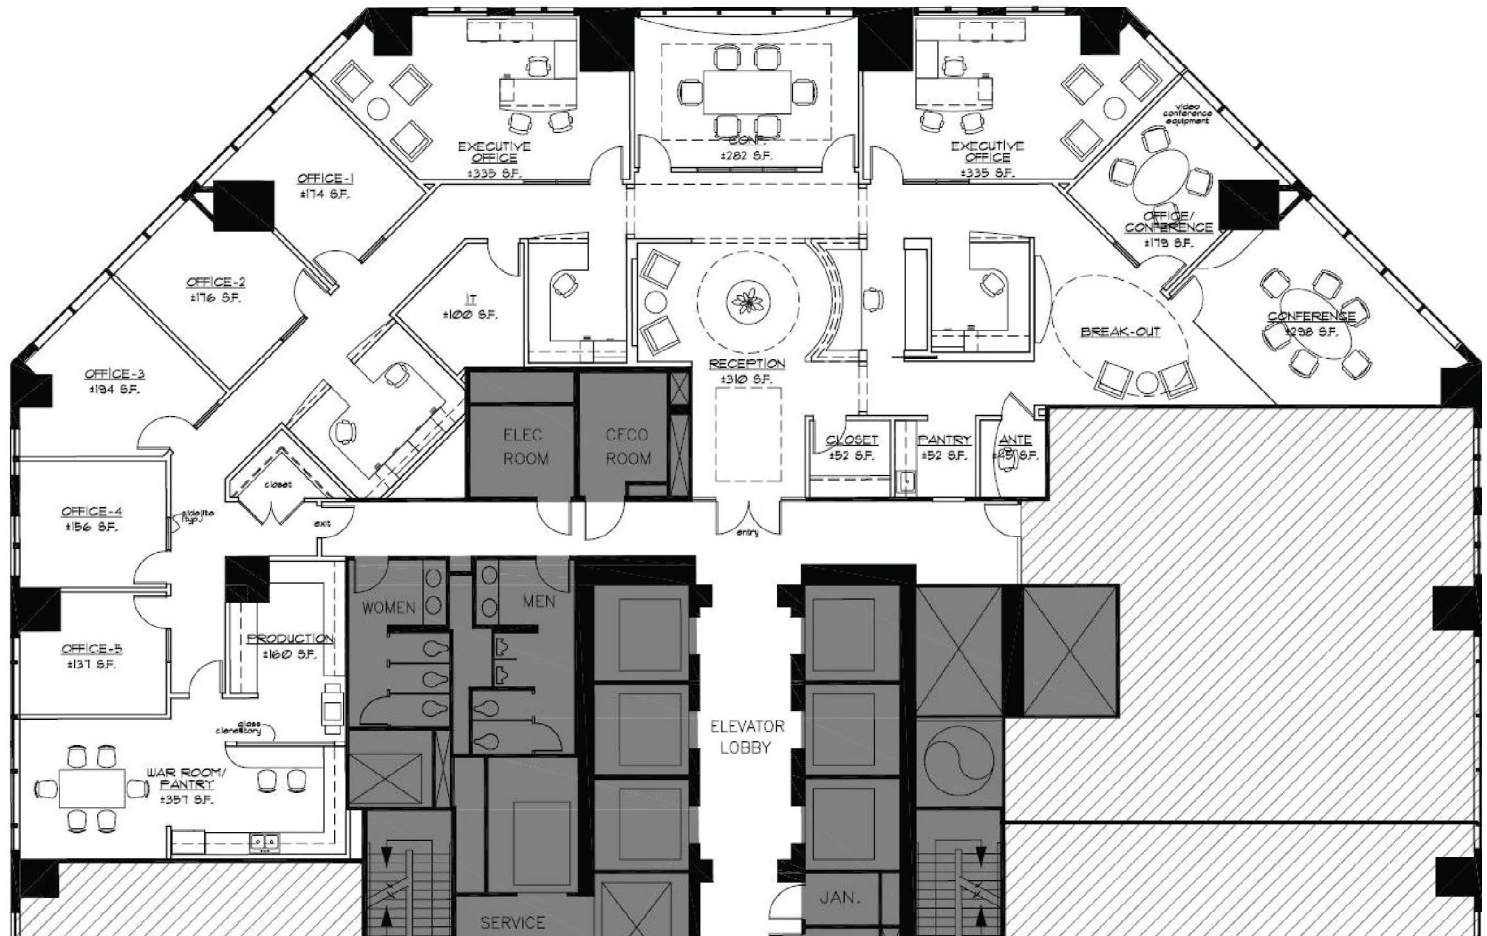 video
conference
equipment
EXECUTIVE
OFFICE
±335 S.F.
CONF.
±282 S.F.
EXECUTIVE
OFFICE
±335 S.F.
OFFICE-1
±174 S.F.
OFFICE/
CONFERENCE
±179 S.F.
OFFICE-2
±176 S.F.
IT
±100 S.F.
CONFERENCE
±298 S.F.
BREAK-OUT
OFFICE-3
±194 S.F.
RECEPTION
±310 S.F.
ELEC
ROOM
CECO
ROOM
CLOSET
±52 S.F.
PANTRY
±52 S.F.
ANTE
±45 S.F.
closet
OFFICE-4
±156 S.F.
sidelite
(typ.)
exit
entry
WOMEN
MEN
OFFICE-5
±137 S.F.
PRODUCTION
±160 S.F.
glass
clerestory
ELEVATOR
LOBBY
WAR ROOM/
PANTRY
±357 S.F.
JAN.
SERVICE